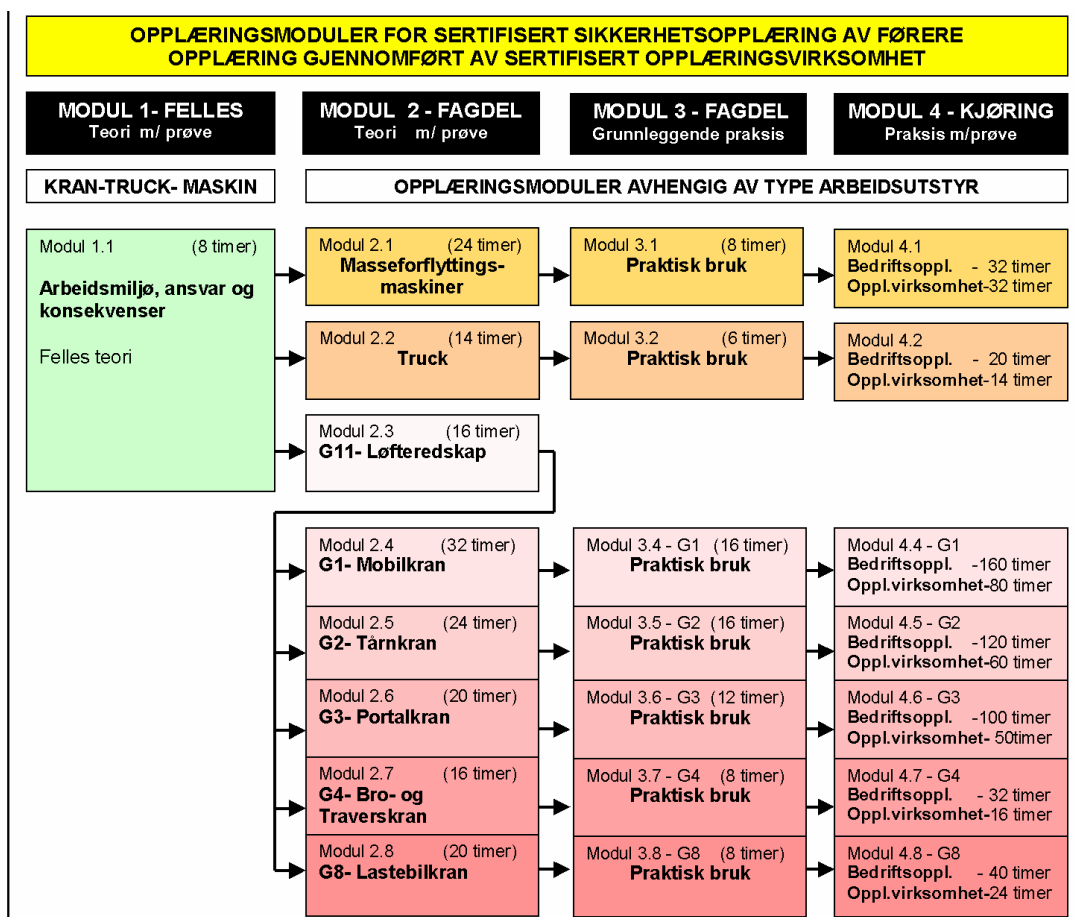 OPPLÆRINGSMODULER FOR SERTIFISERT SIKKERHETSOPPLÆRING AV FØRERE
OPPLÆRING GJENNOMFØRT AV SERTIFISERT OPPLÆRINGSVIRKSOMHET
MODUL 1- FELLES
Teori m/ prøve
MODUL 2 - FAGDEL
Teori m/ prøve
MODUL 3 - FAGDEL
Grunnleggende praksis
MODUL 4 - KJØRING
Praksis m/prøve
KRAN-TRUCK- MASKIN
OPPLÆRINGSMODULER AVHENGIG AV TYPE ARBEIDSUTSTYR
Modul 1.1 (8 timer)
Arbeidsmiljø, ansvar og
konsekvenser
Felles teori
Modul 2.1 (24 timer)
Masseforflyttings-
maskiner
Modul 3.1 (8 timer)
Praktisk bruk
Modul 4.1
Bedriftsoppl. - 32 timer
Oppl.virksomhet-32 timer
Modul 2.2 (14 timer)
Truck
Modul 3.2 (6 timer)
Praktisk bruk
Modul 4.2
Bedriftsoppl. - 20 timer
Oppl.virksomhet-14 timer
Modul 2.3 (16 timer)
G11- Løfteredskap
Modul 2.4 (32 timer)
G1- Mobilkran
Modul 3.4 - G1 (16 timer)
Praktisk bruk
Modul 4.4 - G1
Bedriftsoppl. -160 timer
Oppl.virksomhet-80 timer
Modul 2.5 (24 timer)
G2- Tårnkran
Modul 3.5 - G2 (16 timer)
Praktisk bruk
Modul 4.5 - G2
Bedriftsoppl. -120 timer
Oppl.virksomhet-60 timer
Modul 2.6 (20 timer)
G3- Portalkran
Modul 3.6 - G3 (12 timer)
Praktisk bruk
Modul 4.6 - G3
Bedriftsoppl. -100 timer
Oppl.virksomhet- 50timer
Modul 2.7 (16 timer)
G4- Bro- og
Traverskran
Modul 3.7 - G4 (8 timer)
Praktisk bruk
Modul 4.7 - G4
Bedriftsoppl. - 32 timer
Oppl.virksomhet-16 timer
Modul 2.8 (20 timer)
G8- Lastebilkran
Modul 3.8 - G8 (8 timer)
Praktisk bruk
Modul 4.8 - G8
Bedriftsoppl. - 40 timer
Oppl.virksomhet-24 timer